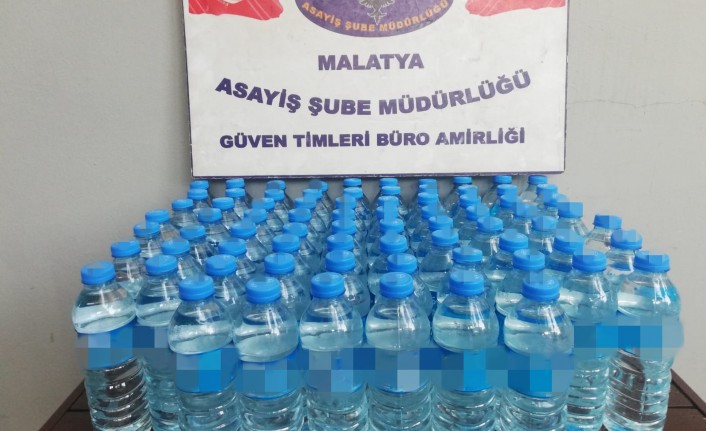 ASAYİŞ ŞUBE MÜDÜRLÜĞÜ
MALATYA
ASAYİŞ ŞUBE MÜDÜRLÜĞÜ
GÜVEN TİMLERİ BÜRO AMİRLİĞİ